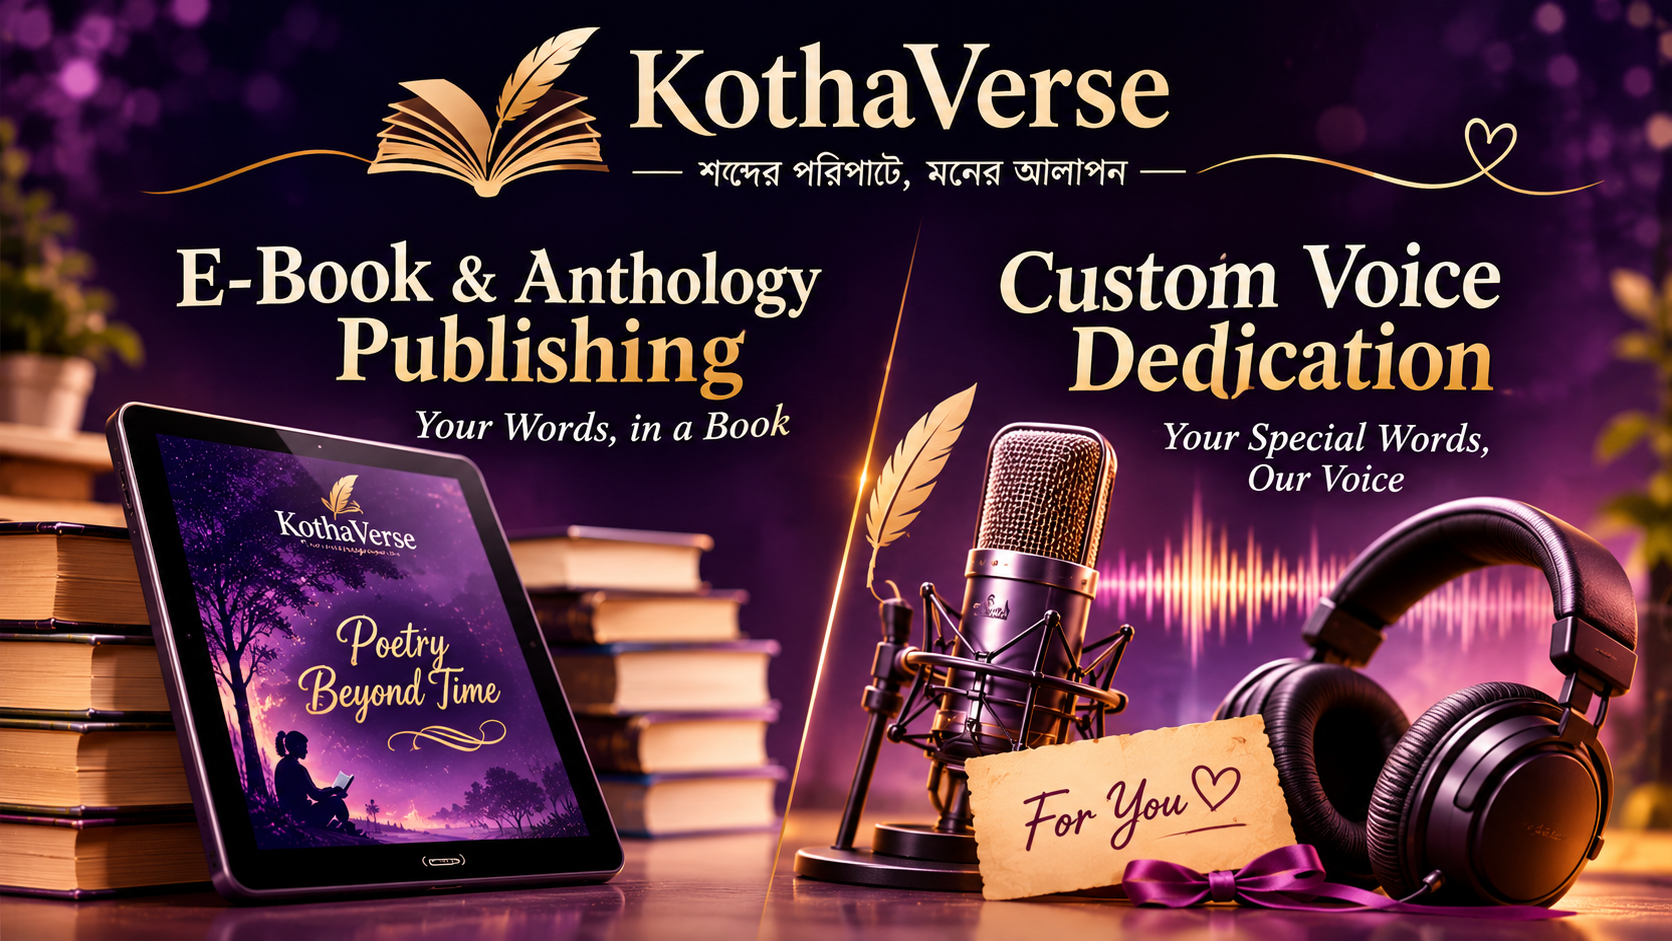 KothaVerse
শব্দের পরিপাটে, মনের আলাপন
E-Book & Anthology
Publishing
Your Words, in a Book
Custom Voice
Dedication
Your Special Words,
Our Voice
KothaVerse
Poetry
Beyond Time
For You